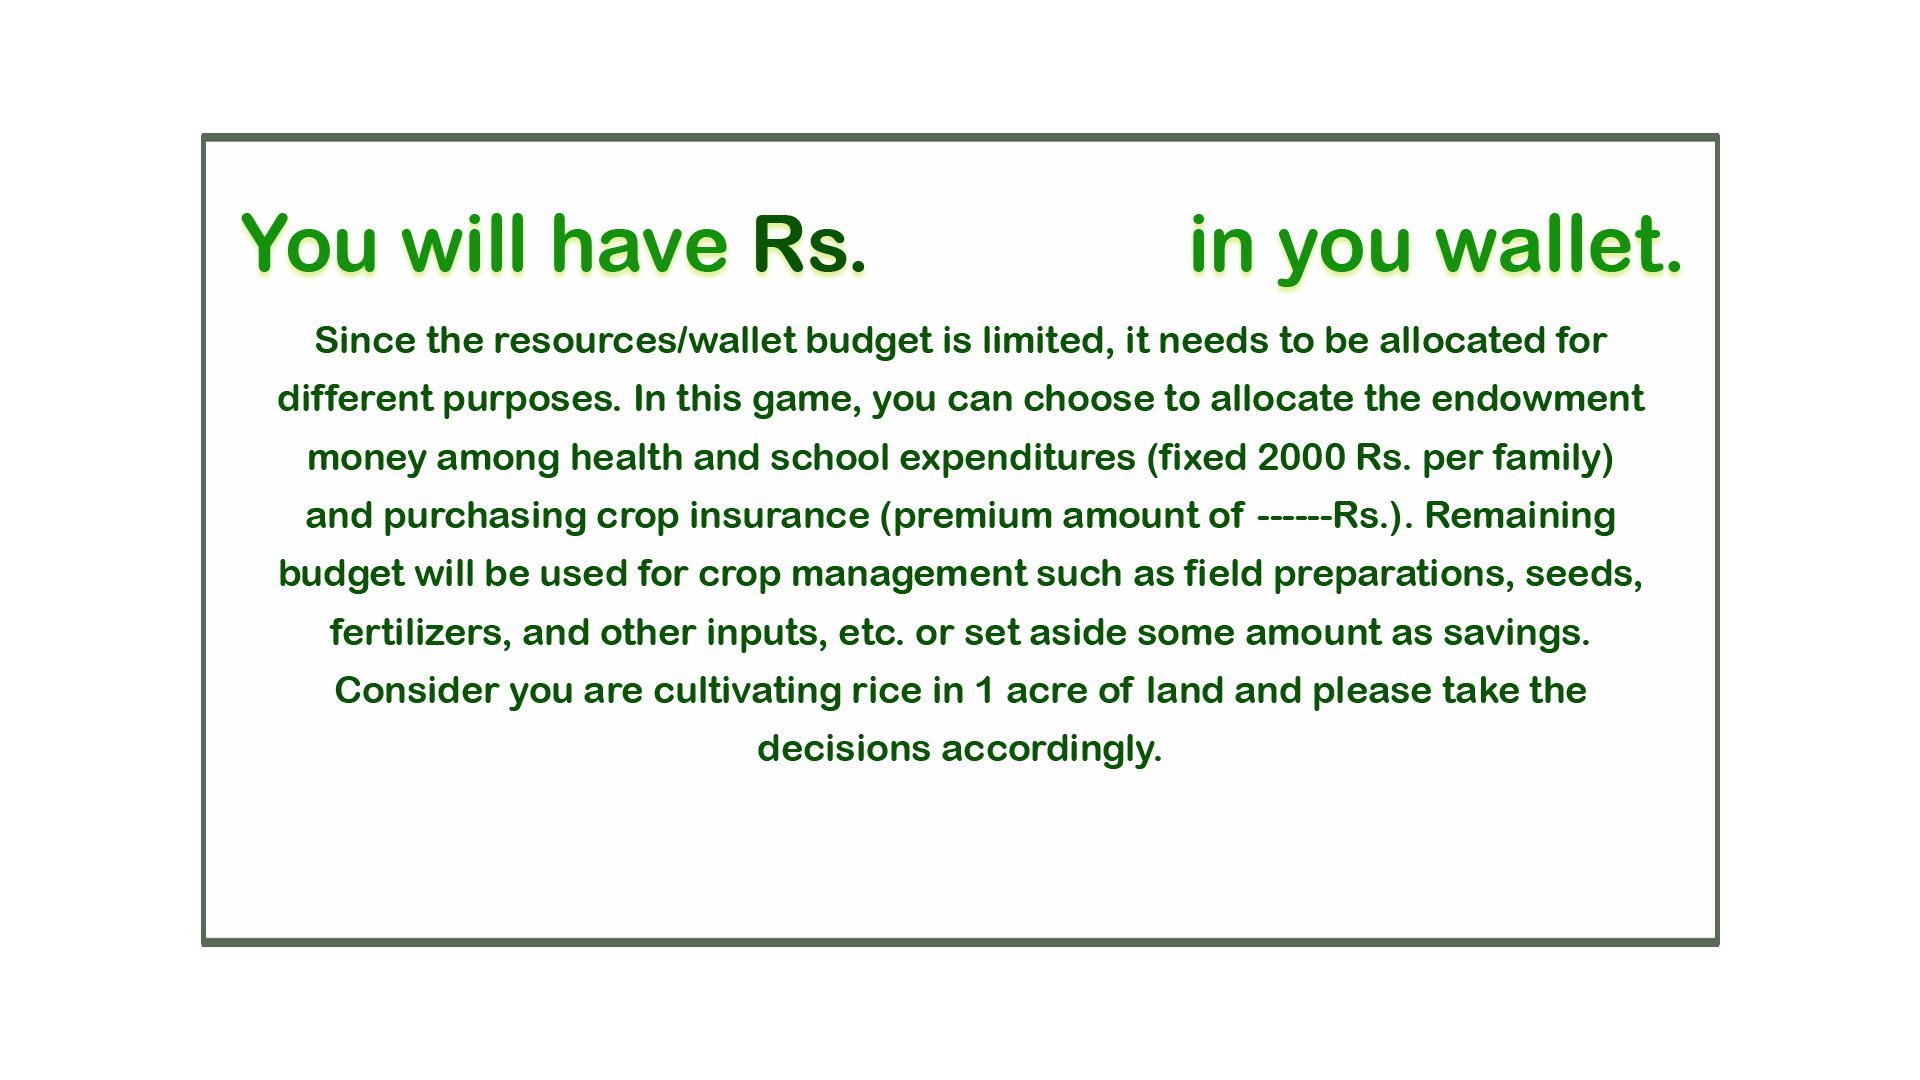 You will have Rs. in you wallet.
Since the resources/wallet budget is limited, it needs to be allocated for
different purposes. In this game, you can choose to allocate the endowment
money among health and school expenditures (fixed 2000 Rs. per family)
and purchasing crop insurance (premium amount of ------Rs.). Remaining
budget will be used for crop management such as field preparations, seeds,
fertilizers, and other inputs, etc. or set aside some amount as savings.
Consider you are cultivating rice in 1 acre of land and please take the
decisions accordingly.